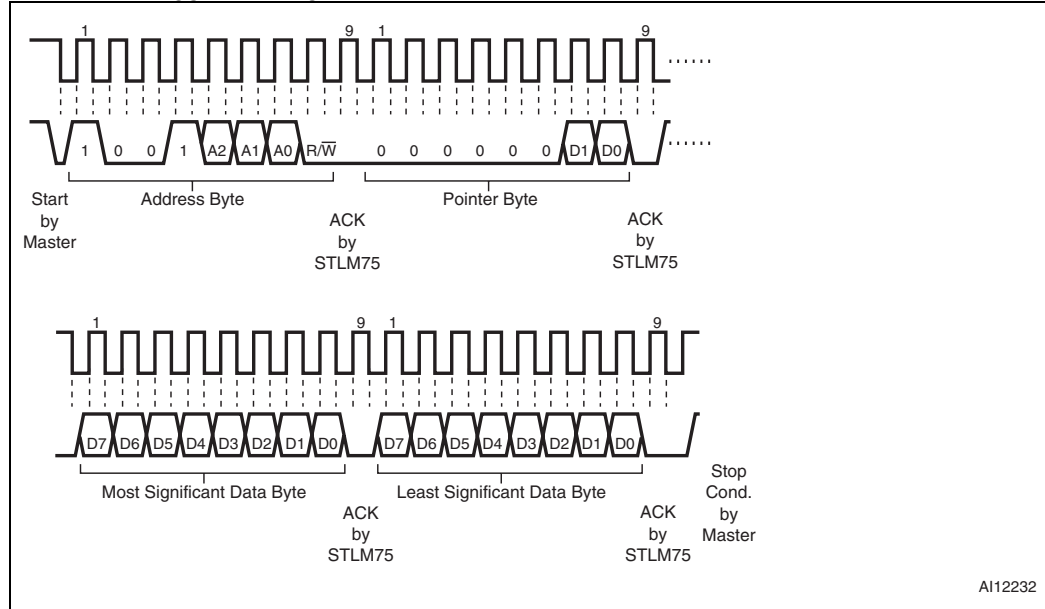 1 9 1 9
1 0 0 1 A2 A1 A0 R/W̅ 0 0 0 0 0 0 D1 D0
Start
by
Master
Address Byte
ACK
by
STLM75
Pointer Byte
ACK
by
STLM75
1 9 1 9
D7 D6 D5 D4 D3 D2 D1 D0 D7 D6 D5 D4 D3 D2 D1 D0
Most Significant Data Byte
ACK
by
STLM75
Least Significant Data Byte
ACK
by
STLM75
Stop
Cond.
by
Master
AI12232